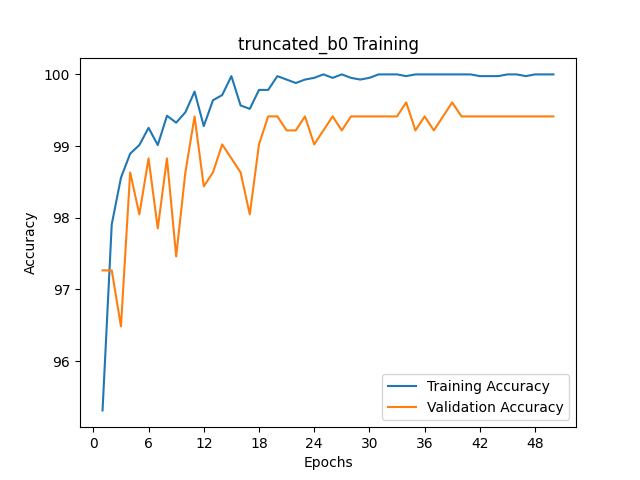 truncated_b0 Training
Accuracy
100
99
98
97
96
0 6 12 18 24 30 36 42 48
Epochs
Training Accuracy
Validation Accuracy